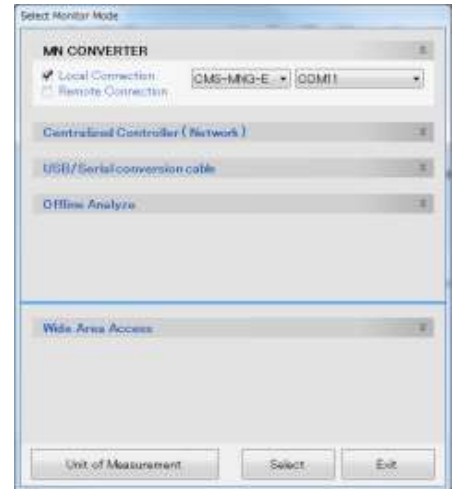 Select Monitor Mode
MN CONVERTER
Local Connection
CMS-MNG-E
COM11
Remote Connection
Centralized Controller ( Network )
USB/Serial conversion cable
Offline Analyze
Wide Area Access
Unit of Measurement
Select
Exit